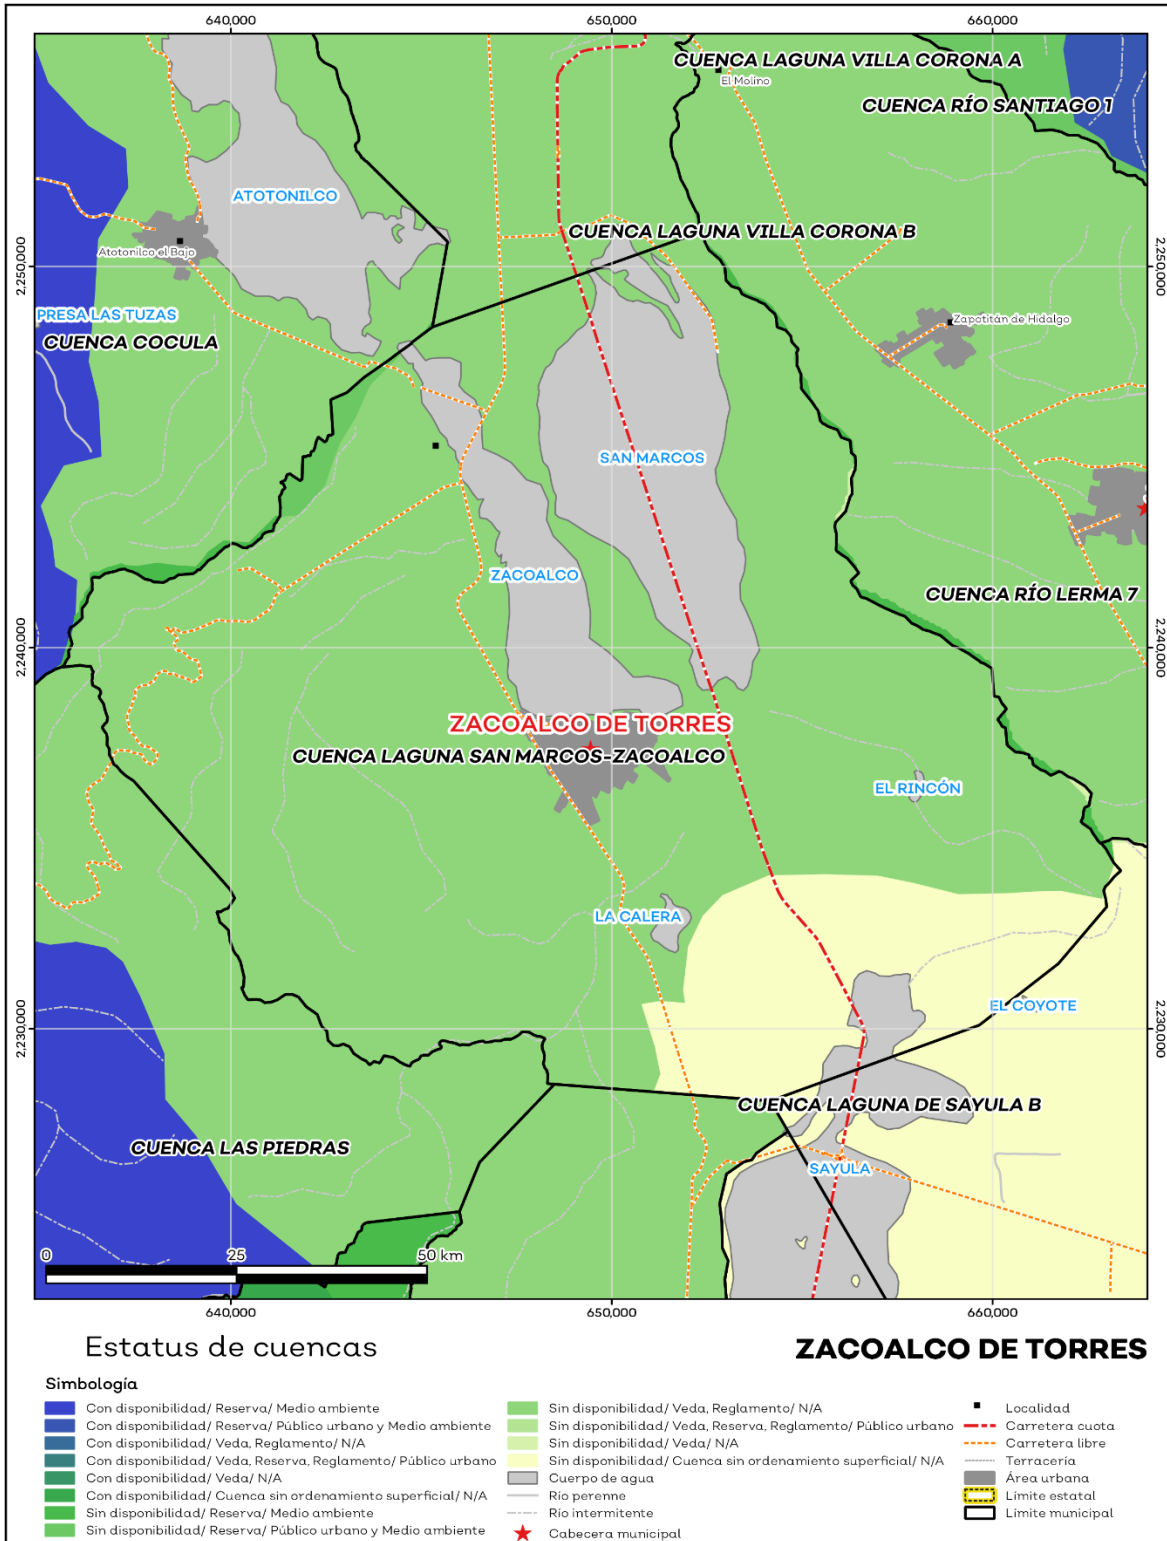 640,000
650,000
660,000
CUENCA LAGUNA VILLA CORONA A
El Molino
CUENCA RÍO SANTIAGO 1
ATOTONILCO
CUENCA LAGUNA VILLA CORONA B
Atotonilco el Bajo
2,250,000
2,250,000
PRESA LAS TUZAS
Zapotitán de Hidalgo
CUENCA COCULA
SAN MARCOS
ZACOALCO
CUENCA RÍO LERMA 7
2,240,000
2,240,000
ZACOALCO DE TORRES
CUENCA LAGUNA SAN MARCOS-ZACOALCO
EL RINCÓN
LA CALERA
EL COYOTE
2,230,000
2,230,000
CUENCA LAGUNA DE SAYULA B
CUENCA LAS PIEDRAS
SAYULA
0
25
50 km
640,000
650,000
660,000
Estatus de cuencas
ZACOALCO DE TORRES
Simbología
Con disponibilidad/ Reserva/ Medio ambiente
Con disponibilidad/ Reserva/ Público urbano y Medio ambiente
Con disponibilidad/ Veda, Reglamento/ N/A
Con disponibilidad/ Veda, Reserva, Reglamento/ Público urbano
Con disponibilidad/ Veda/ N/A
Con disponibilidad/ Cuenca sin ordenamiento superficial/ N/A
Sin disponibilidad/ Reserva/ Medio ambiente
Sin disponibilidad/ Reserva/ Público urbano y Medio ambiente
Sin disponibilidad/ Veda, Reglamento/ N/A
Sin disponibilidad/ Veda, Reserva, Reglamento/ Público urbano
Sin disponibilidad/ Veda/ N/A
Sin disponibilidad/ Cuenca sin ordenamiento superficial/ N/A
Cuerpo de agua
Río perenne
Río intermitente
Cabecera municipal
Localidad
Carretera cuota
Carretera libre
Terracería
Área urbana
Límite estatal
Límite municipal